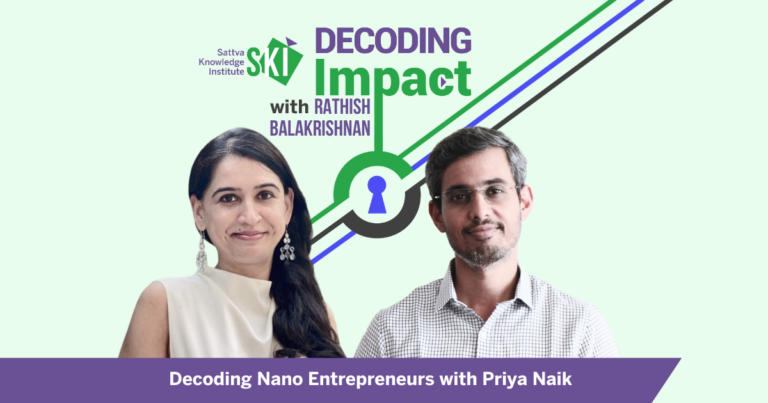 Sattva
Knowledge
Institute
SKI
DECODING
Impact
with RATHISH
BALAKRISHNAN
Decoding Nano Entrepreneurs with Priya Naik